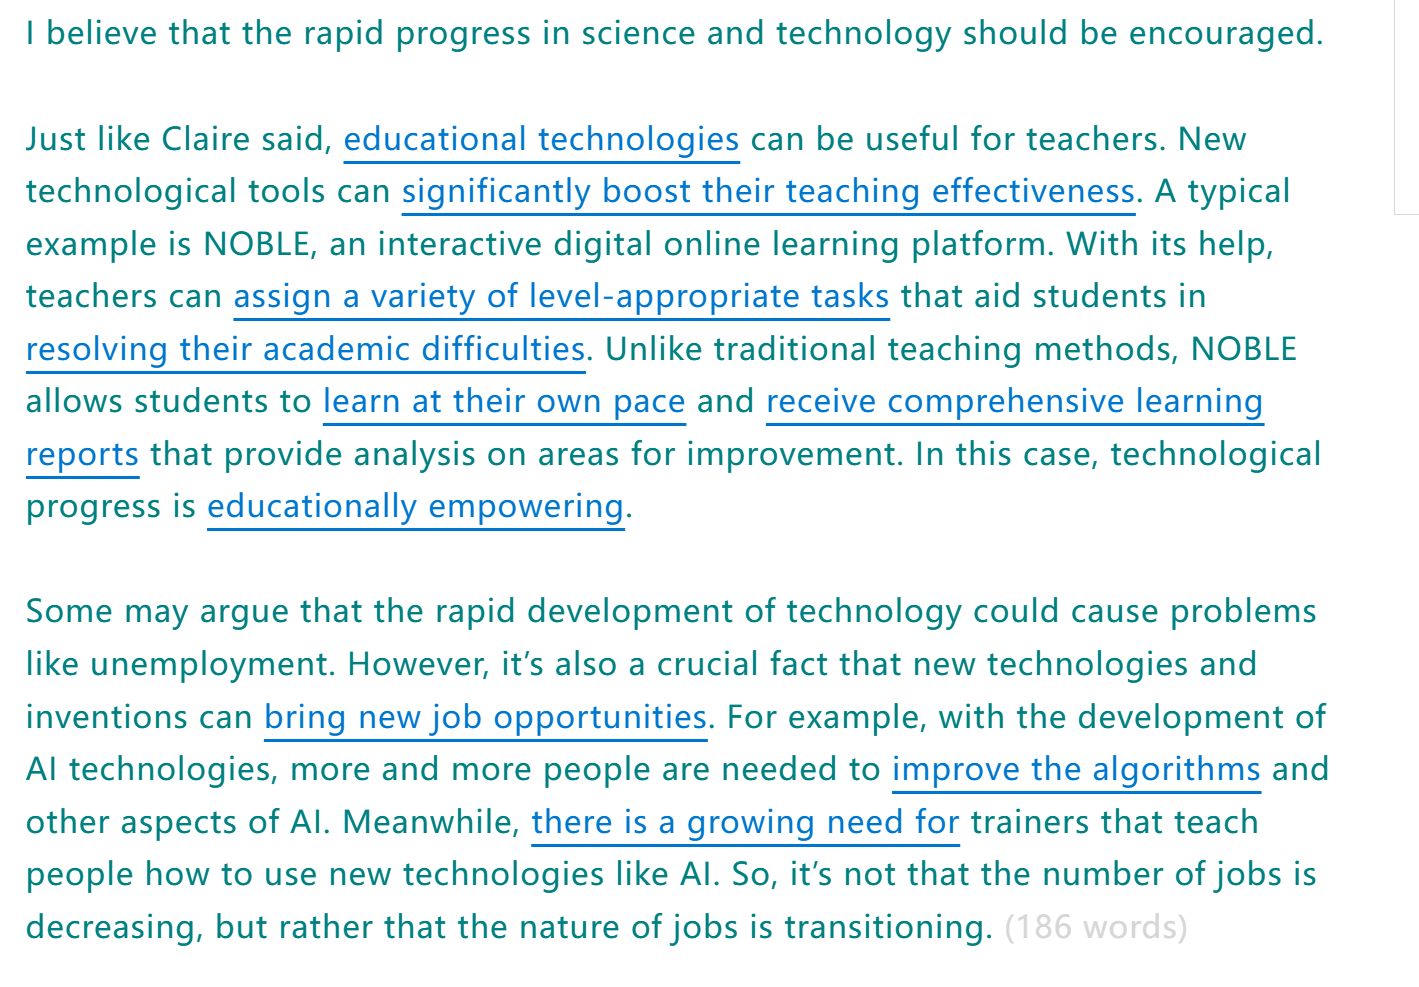 I believe that the rapid progress in science and technology should be encouraged.
Just like Claire said, educational technologies can be useful for teachers. New
technological tools can significantly boost their teaching effectiveness. A typical
example is NOBLE, an interactive digital online learning platform. With its help,
teachers can assign a variety of level-appropriate tasks that aid students in
resolving their academic difficulties. Unlike traditional teaching methods, NOBLE
allows students to learn at their own pace and receive comprehensive learning
reports that provide analysis on areas for improvement. In this case, technological
progress is educationally empowering.
Some may argue that the rapid development of technology could cause problems
like unemployment. However, it’s also a crucial fact that new technologies and
inventions can bring new job opportunities. For example, with the development of
AI technologies, more and more people are needed to improve the algorithms and
other aspects of AI. Meanwhile, there is a growing need for trainers that teach
people how to use new technologies like AI. So, it’s not that the number of jobs is
decreasing, but rather that the nature of jobs is transitioning. (186 words)